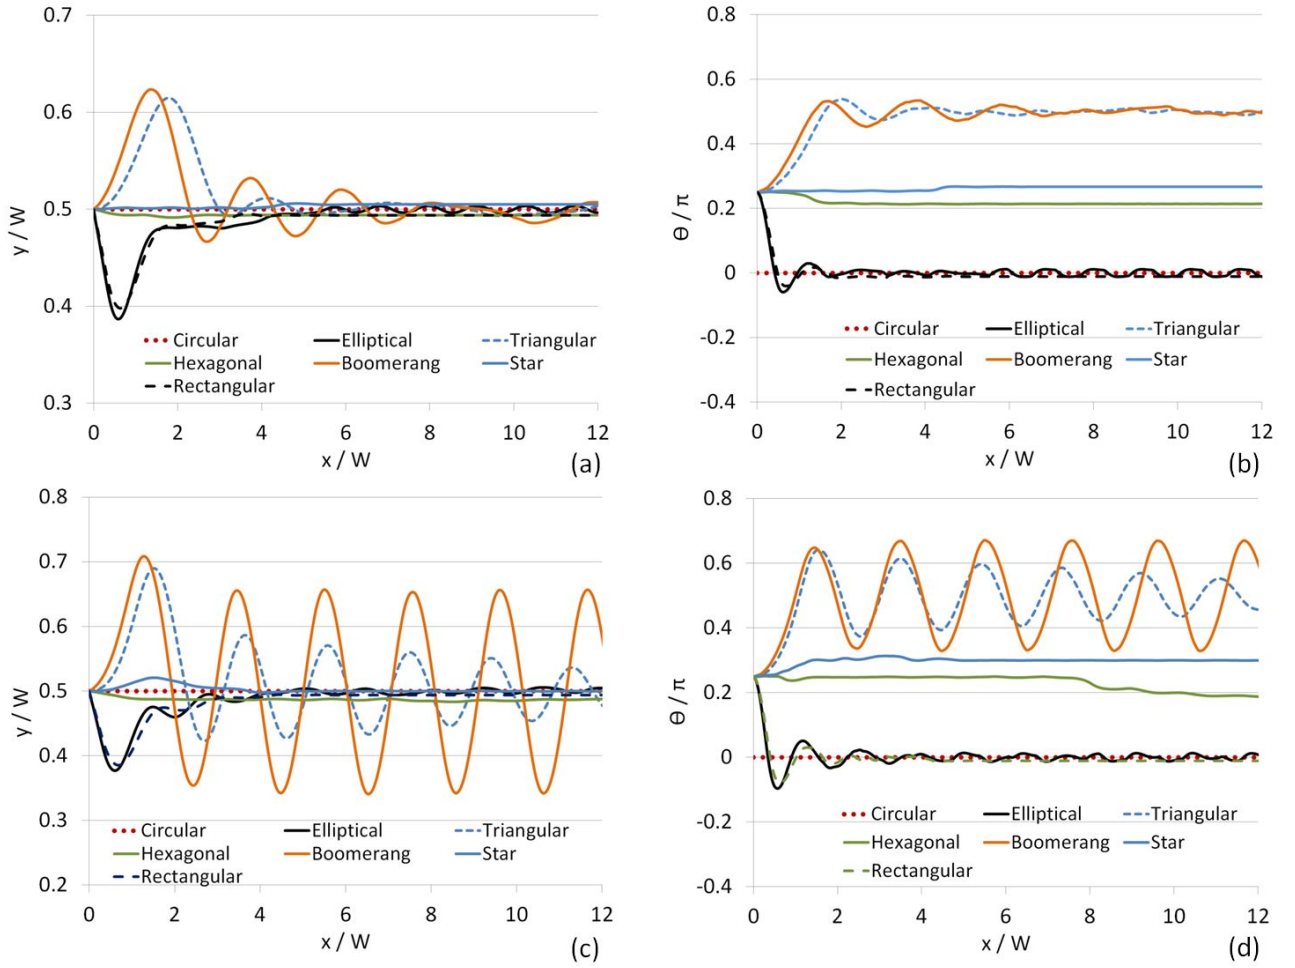 0.7
0.6
0.5
0.4
0.3
y / W
Circular Elliptical Triangular
Hexagonal Boomerang Star
Rectangular
0 2 4 6 8 10 12
x / W
(a)
0.8
0.6
0.4
0.2
0
-0.2
-0.4
Θ / π
Circular Elliptical Triangular
Hexagonal Boomerang Star
Rectangular
0 2 4 6 8 10 12
x / W
(b)
0.8
0.7
0.6
0.5
0.4
0.3
0.2
y / W
Circular Elliptical Triangular
Hexagonal Boomerang Star
Rectangular
0 2 4 6 8 10 12
x / W
(c)
0.8
0.6
0.4
0.2
0
-0.2
-0.4
Θ / π
Circular Elliptical Triangular
Hexagonal Boomerang Star
Rectangular
0 2 4 6 8 10 12
x / W
(d)